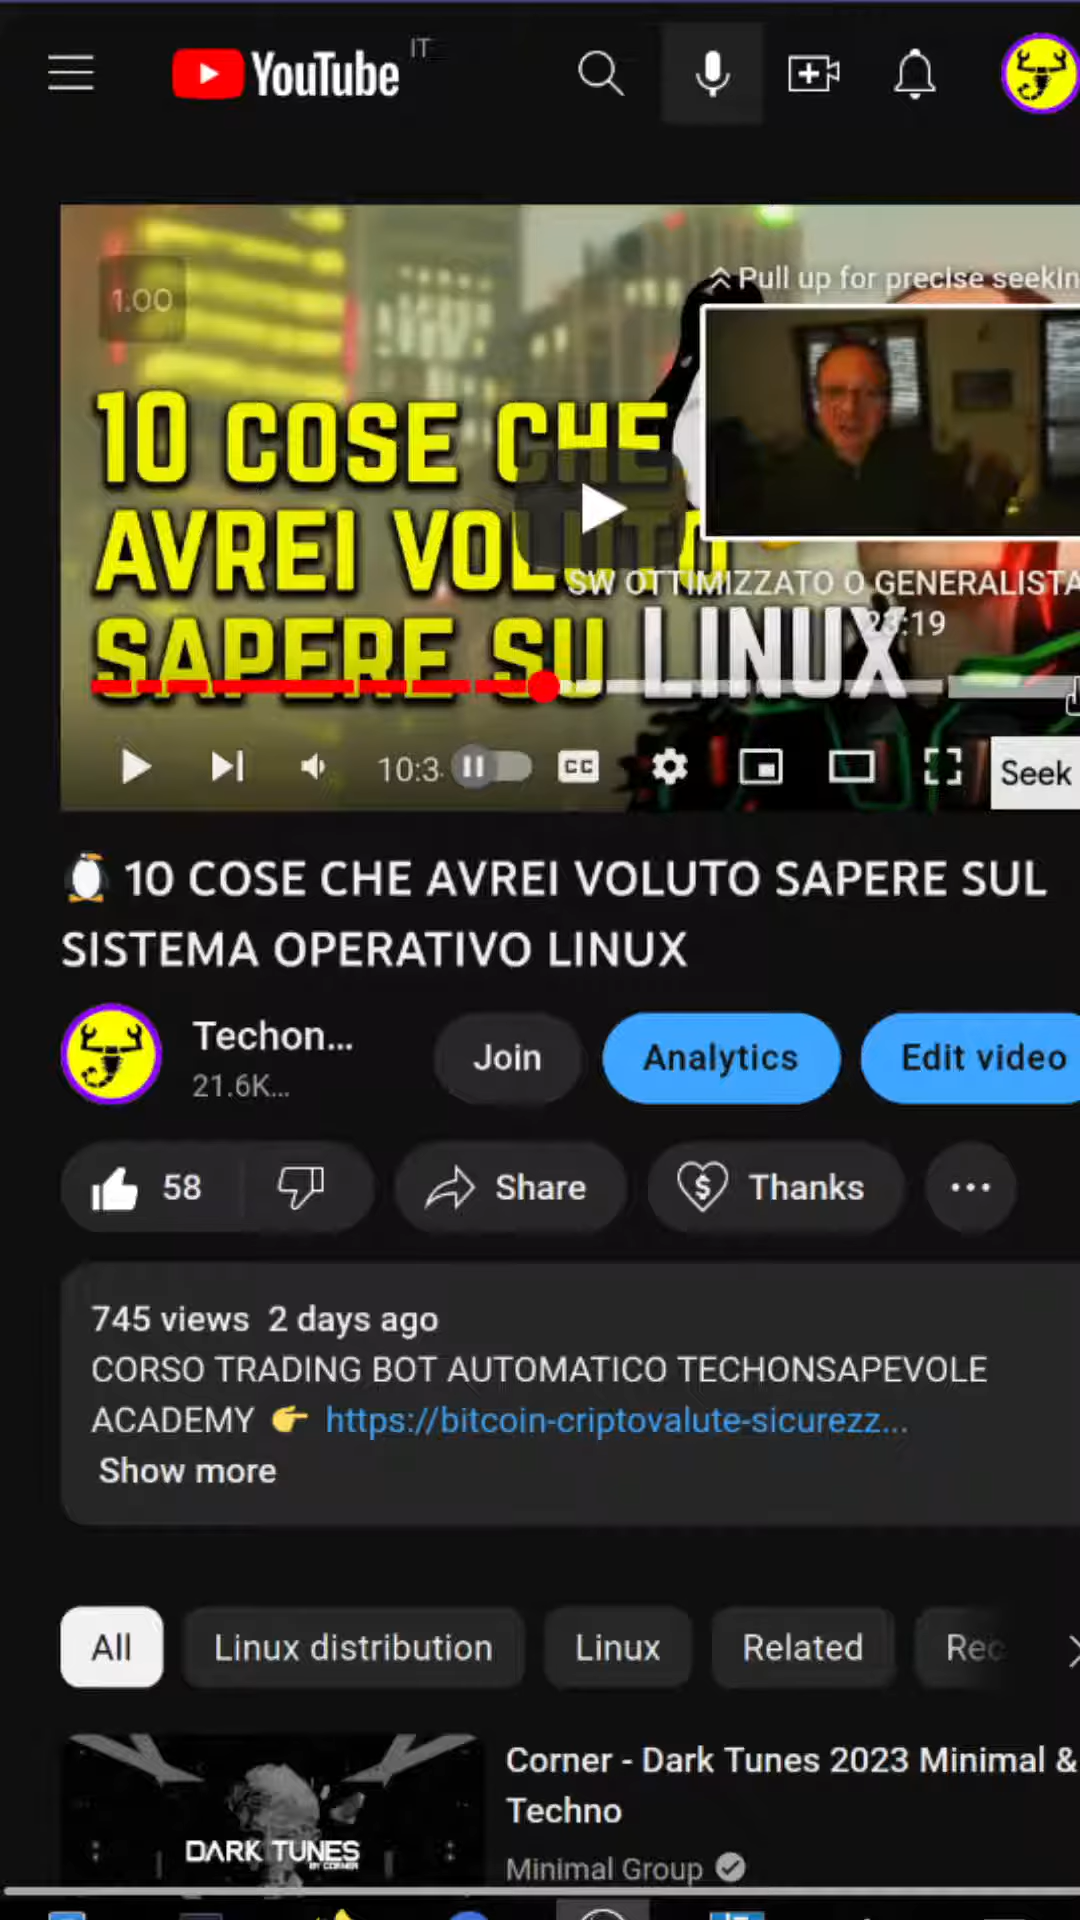 YouTube IT
1.00
Pull up for precise
10 COSE CHE
AVREI
SAPERE SU LINUX
SW OTTIMIZZATO O GENERALISTA
:19
10:3
CC
Seek
10 COSE CHE AVREI VOLUTO SAPERE SUL
SISTEMA OPERATIVO LINUX
Techon...
21.6K...
Join
Analytics
Edit video
58
Share
Thanks
745 views 2 days ago
CORSO TRADING BOT AUTOMATICO TECHONSAPEVOLE
ACADEMY 👉 https://bitcoin-criptovalute-sicurezz...
Show more
All
Linux distribution
Linux
Related
Corner - Dark Tunes 2023 Minimal &
Techno
DARK TUNES
BY CORNER
Minimal Group